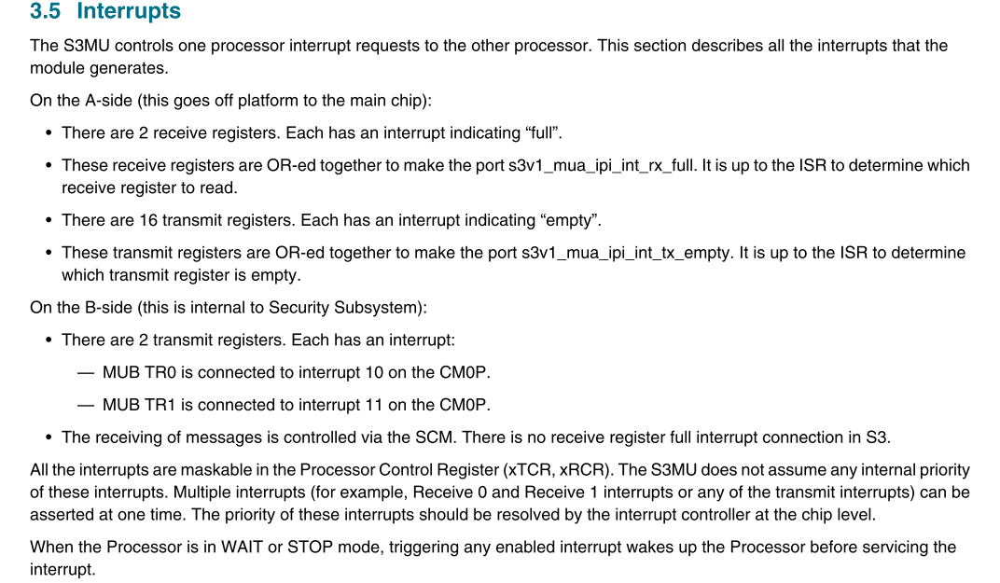 3.5 Interrupts
The S3MU controls one processor interrupt requests to the other processor. This section describes all the interrupts that the
module generates.
On the A-side (this goes off platform to the main chip):
• There are 2 receive registers. Each has an interrupt indicating “full”.
• These receive registers are OR-ed together to make the port s3v1_mua_ipi_int_rx_full. It is up to the ISR to determine which
receive register to read.
• There are 16 transmit registers. Each has an interrupt indicating “empty”.
• These transmit registers are OR-ed together to make the port s3v1_mua_ipi_int_tx_empty. It is up to the ISR to determine
which transmit register is empty.
On the B-side (this is internal to Security Subsystem):
• There are 2 transmit registers. Each has an interrupt:
— MUB TR0 is connected to interrupt 10 on the CM0P.
— MUB TR1 is connected to interrupt 11 on the CM0P.
• The receiving of messages is controlled via the SCM. There is no receive register full interrupt connection in S3.
All the interrupts are maskable in the Processor Control Register (xTCR, xRCR). The S3MU does not assume any internal priority
of these interrupts. Multiple interrupts (for example, Receive 0 and Receive 1 interrupts or any of the transmit interrupts) can be
asserted at one time. The priority of these interrupts should be resolved by the interrupt controller at the chip level.
When the Processor is in WAIT or STOP mode, triggering any enabled interrupt wakes up the Processor before servicing the
interrupt.